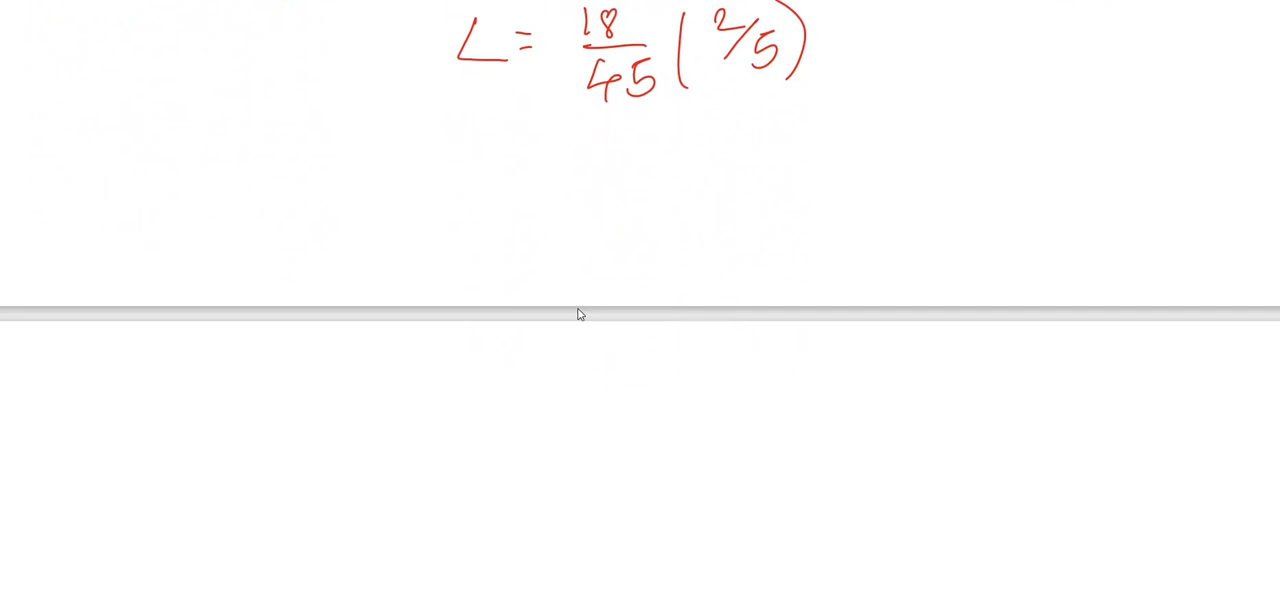 L = 18/45 (2/5)